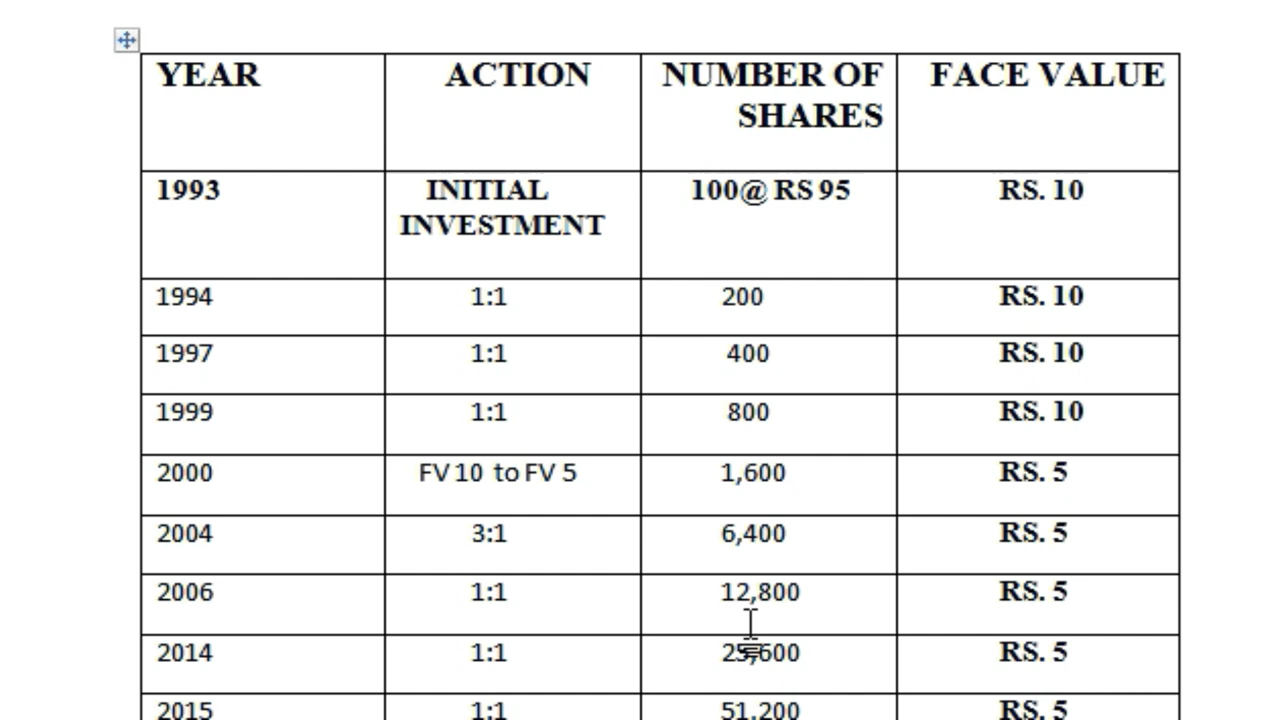 YEAR ACTION NUMBER OF FACE VALUE
SHARES
1993 INITIAL 100@ RS 95 RS. 10
INVESTMENT
1994 1:1 200 RS. 10
1997 1:1 400 RS. 10
1999 1:1 800 RS. 10
2000 FV 10 to FV 5 1,600 RS. 5
2004 3:1 6,400 RS. 5
2006 1:1 12,800 RS. 5
2014 1:1 25,600 RS. 5
2015 1:1 51,200 RS. 5